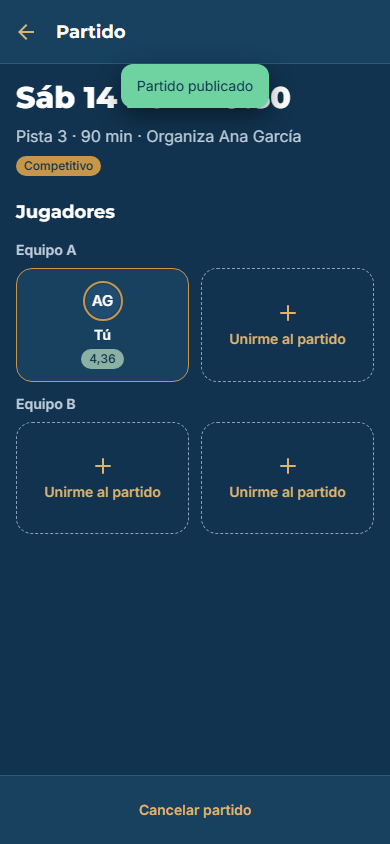 Partido
Partido publicado
Sáb 14
Pista 3 · 90 min · Organiza Ana García
Competitivo
Jugadores
Equipo A
AG
Tú
4,36
Unirme al partido
Equipo B
Unirme al partido
Unirme al partido
Cancelar partido